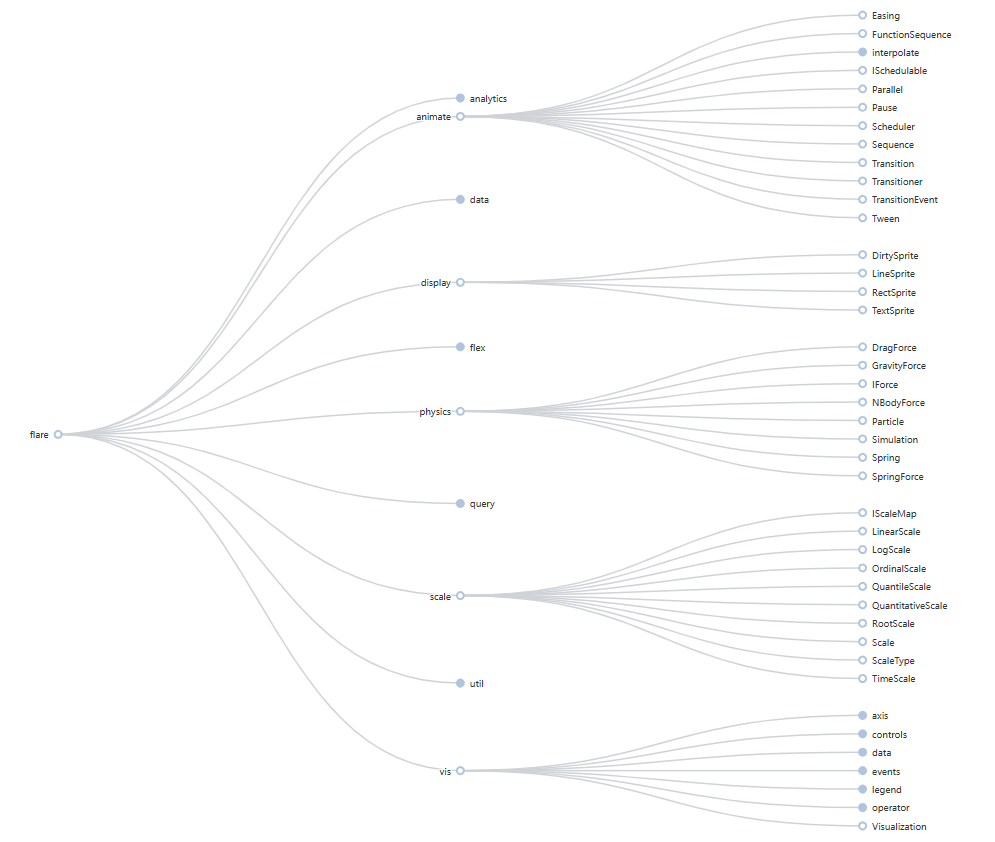 flare
analytics
animate
Easing
FunctionSequence
interpolate
ISchedulable
Parallel
Pause
Scheduler
Sequence
Transition
Transitioner
TransitionEvent
Tween
data
display
DirtySprite
LineSprite
RectSprite
TextSprite
flex
physics
DragForce
GravityForce
IForce
NBodyForce
Particle
Simulation
Spring
SpringForce
query
scale
IScaleMap
LinearScale
LogScale
OrdinalScale
QuantileScale
QuantitativeScale
RootScale
Scale
ScaleType
TimeScale
util
vis
axis
controls
data
events
legend
operator
Visualization